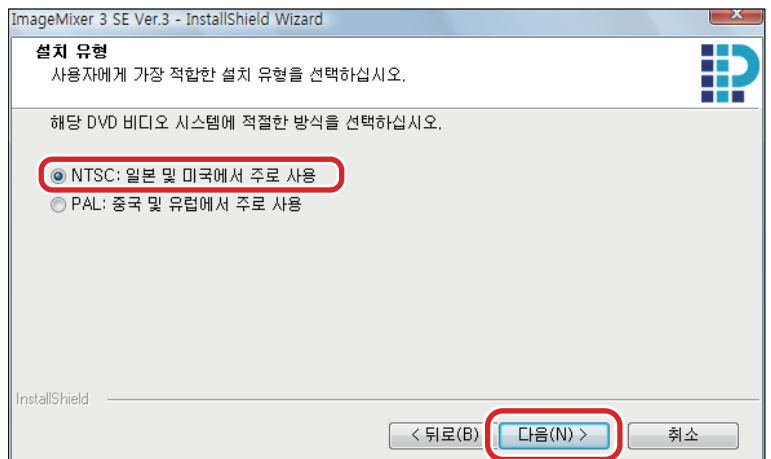 ImageMixer 3 SE Ver.3 - InstallShield Wizard
설치 유형
사용자에게 가장 적합한 설치 유형을 선택하십시오.
해당 DVD 비디오 시스템에 적절한 방식을 선택하십시오.
NTSC: 일본 및 미국에서 주로 사용
PAL: 중국 및 유럽에서 주로 사용
InstallShield
< 뒤로(B) 다음(N) > 취소